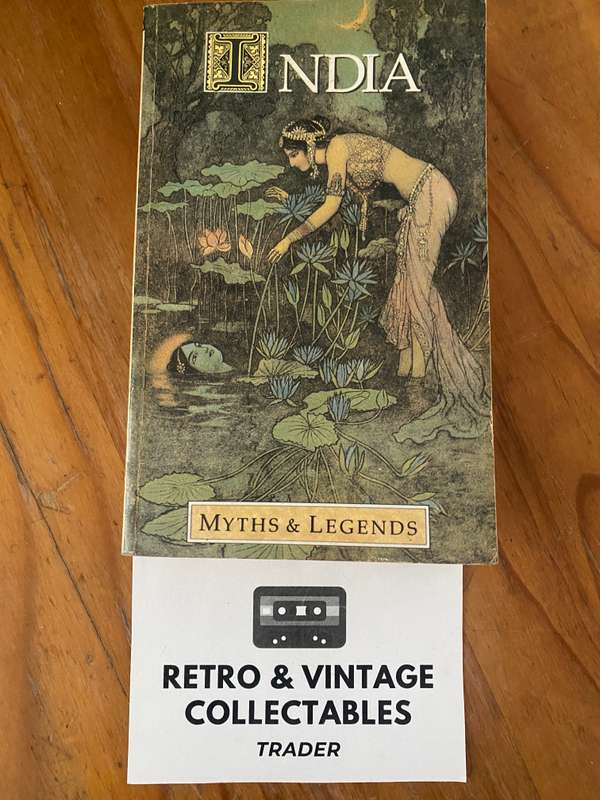 INDIA
MYTHS & LEGENDS
RETRO & VINTAGE
COLLECTABLES
TRADER